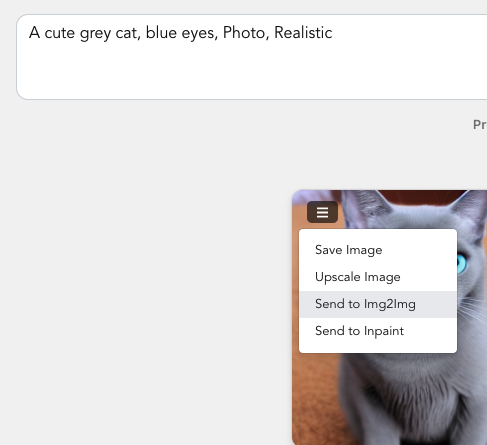 A cute grey cat, blue eyes, Photo, Realistic
Pr
Save Image
Upscale Image
Send to Img2Img
Send to Inpaint